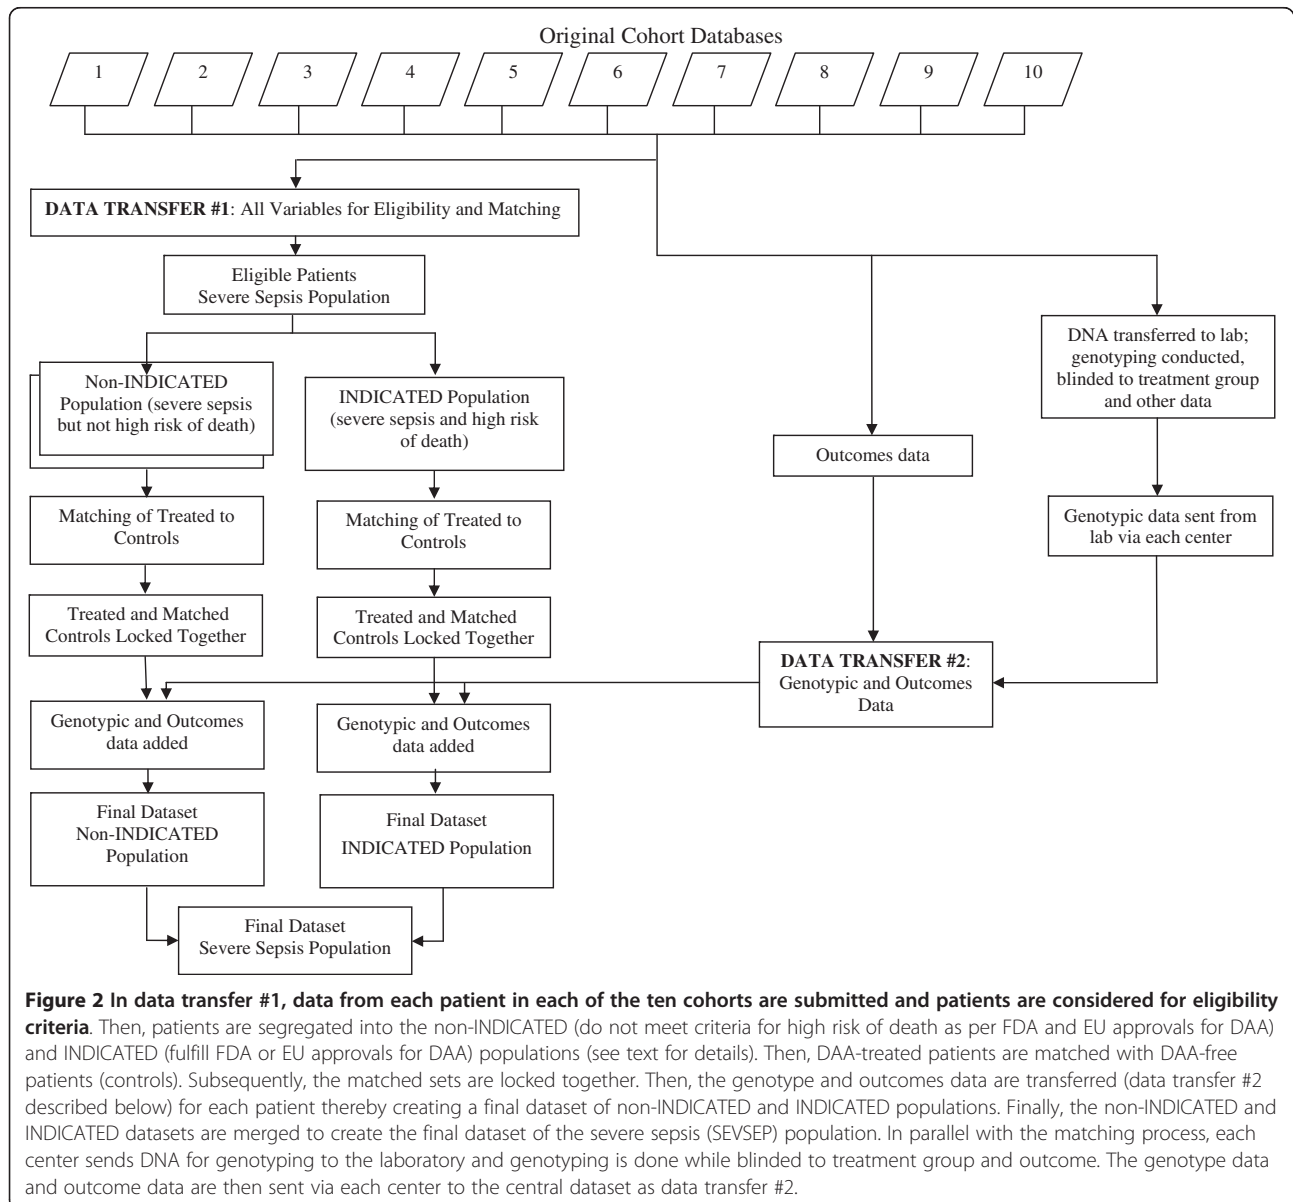 Original Cohort Databases
1 2 3 4 5 6 7 8 9 10
DATA TRANSFER #1: All Variables for Eligibility and Matching
Eligible Patients
Severe Sepsis Population
Non-INDICATED
Population (severe sepsis
but not high risk of death)
INDICATED Population
(severe sepsis and high risk
of death)
DNA transferred to lab;
genotyping conducted,
blinded to treatment group
and other data
Outcomes data
Matching of Treated to
Controls
Matching of Treated to
Controls
Genotypic data sent from
lab via each center
Treated and Matched
Controls Locked Together
Treated and Matched
Controls Locked Together
DATA TRANSFER #2:
Genotypic and Outcomes
Data
Genotypic and Outcomes
data added
Genotypic and Outcomes
data added
Final Dataset
Non-INDICATED
Population
Final Dataset
INDICATED Population
Final Dataset
Severe Sepsis Population
Figure 2 In data transfer #1, data from each patient in each of the ten cohorts are submitted and patients are considered for eligibility
criteria. Then, patients are segregated into the non-INDICATED (do not meet criteria for high risk of death as per FDA and EU approvals for DAA)
and INDICATED (fulfill FDA or EU approvals for DAA) populations (see text for details). Then, DAA-treated patients are matched with DAA-free
patients (controls). Subsequently, the matched sets are locked together. Then, the genotype and outcomes data are transferred (data transfer #2
described below) for each patient thereby creating a final dataset of non-INDICATED and INDICATED populations. Finally, the non-INDICATED and
INDICATED datasets are merged to create the final dataset of the severe sepsis (SEVSEP) population. In parallel with the matching process, each
center sends DNA for genotyping to the laboratory and genotyping is done while blinded to treatment group and outcome. The genotype data
and outcome data are then sent via each center to the central dataset as data transfer #2.